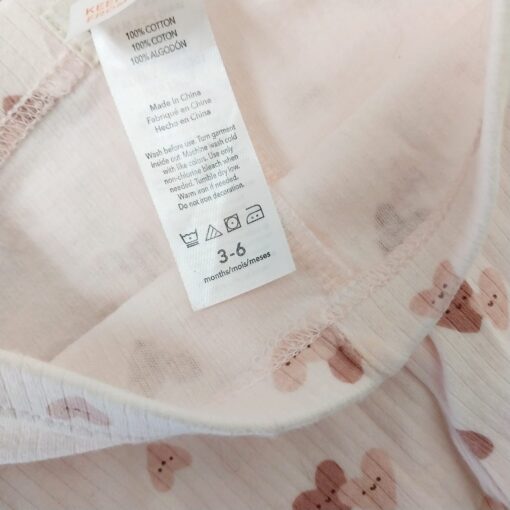 100% COTTON
100% COTON
100% ALGODÓN
Made in China
Fabriqué en China
Hecho en China
Wash before use. Turn garment
inside out. Machine wash cold
with like colors. Use only
non-chlorine bleach when
needed. Tumble dry low.
Warm iron if needed.
Do not iron decoration.
3-6
months/mois/meses